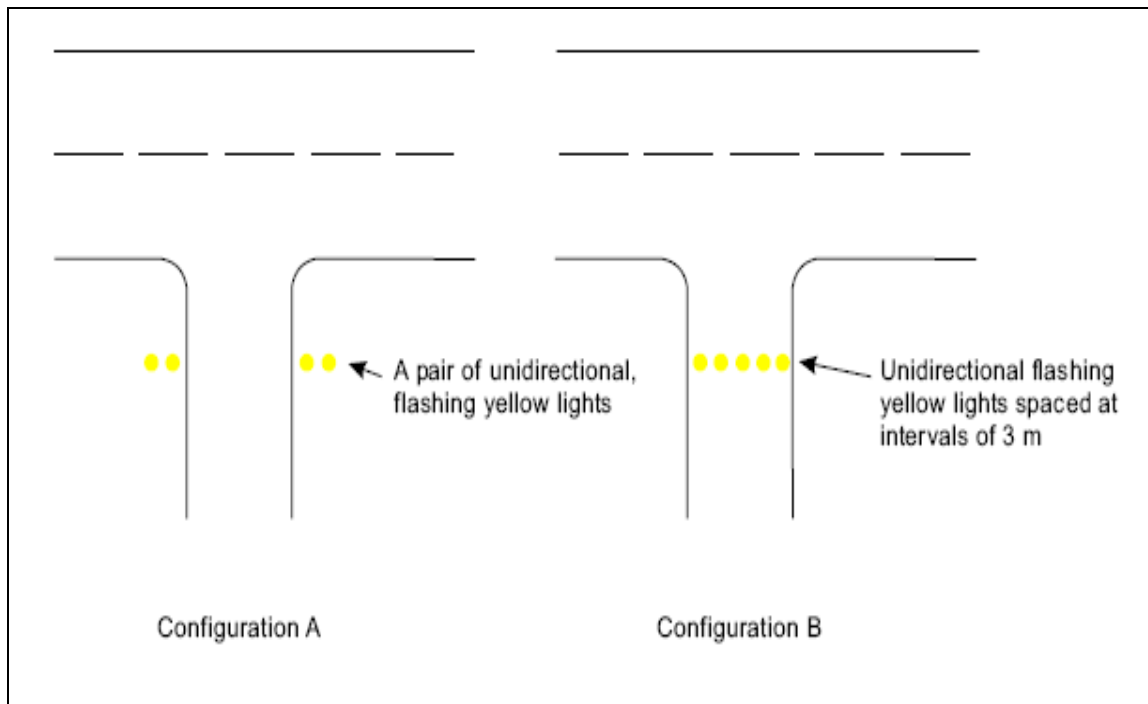 A pair of unidirectional,
flashing yellow lights
Unidirectional flashing
yellow lights spaced at
intervals of 3 m
Configuration A
Configuration B